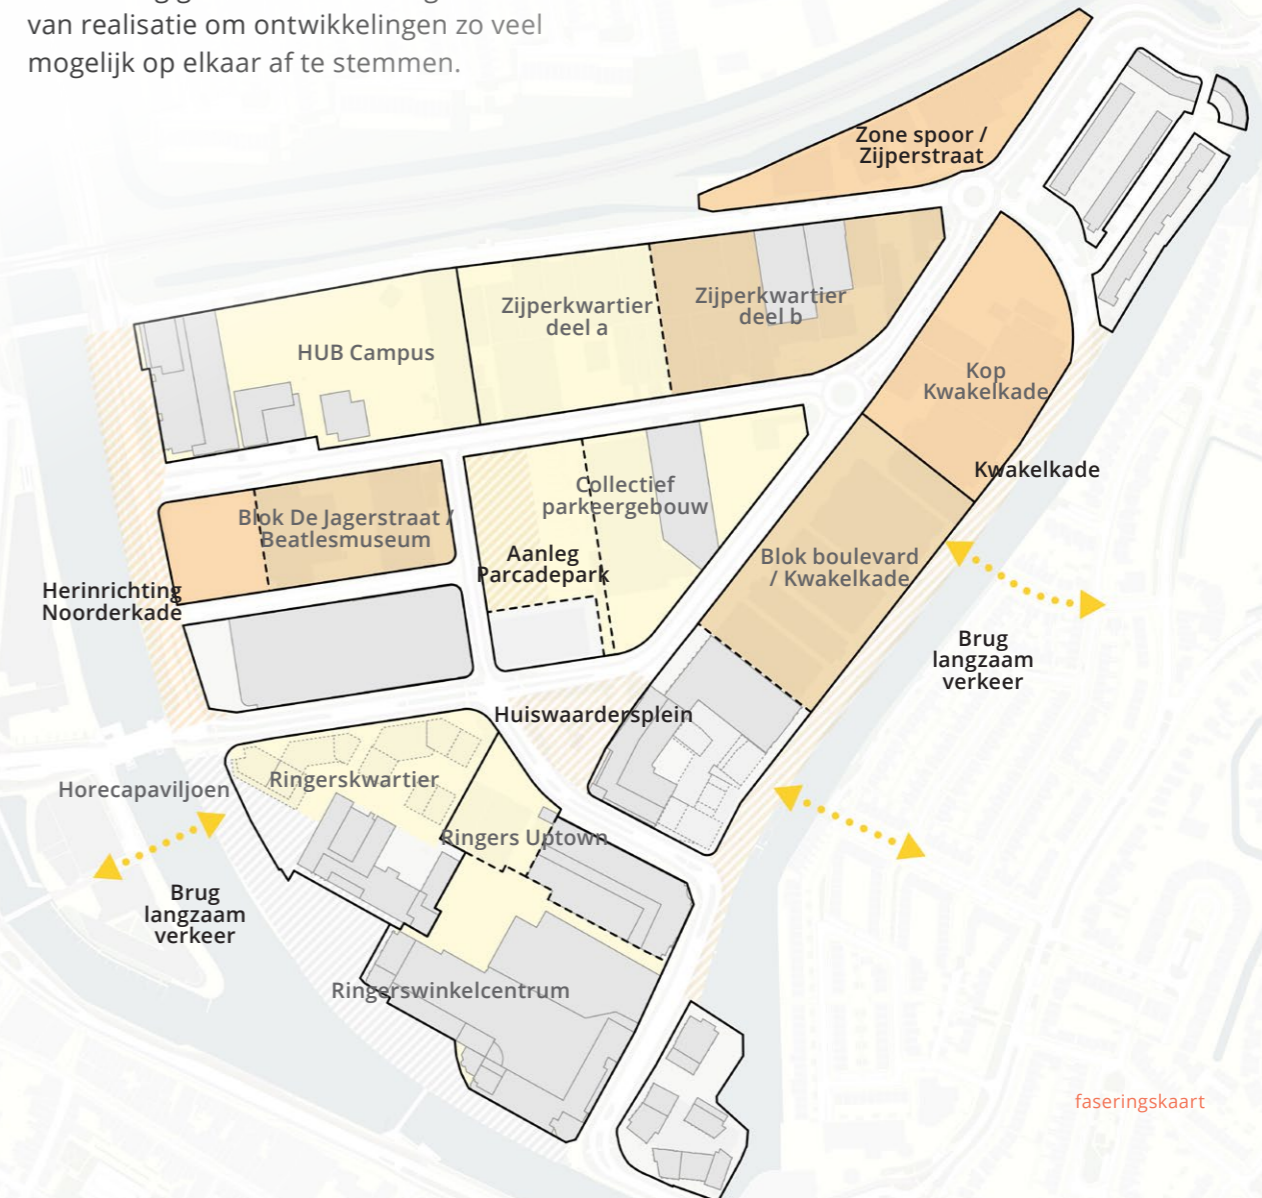 van realisatie om ontwikkelingen zo veel
mogelijk op elkaar af te stemmen.
Zone spoor /
Zijperstraat
Zijperkwartier
deel a
Zijperkwartier
deel b
HUB Campus
Kop
Kwakelkade
Kwakelkade
Collectief
parkeergebouw
Blok De Jagerstraat /
Beatlesmuseum
Aanleg
Parcadepark
Blok boulevard
/ Kwakelkade
Herinrichting
Noorderkade
Brug
langzaam
verkeer
Huiswaardersplein
Ringerskwartier
Horecapaviljoen
Ringers Uptown
Brug
langzaam
verkeer
Ringerswinkelcentrum
faseringskaart